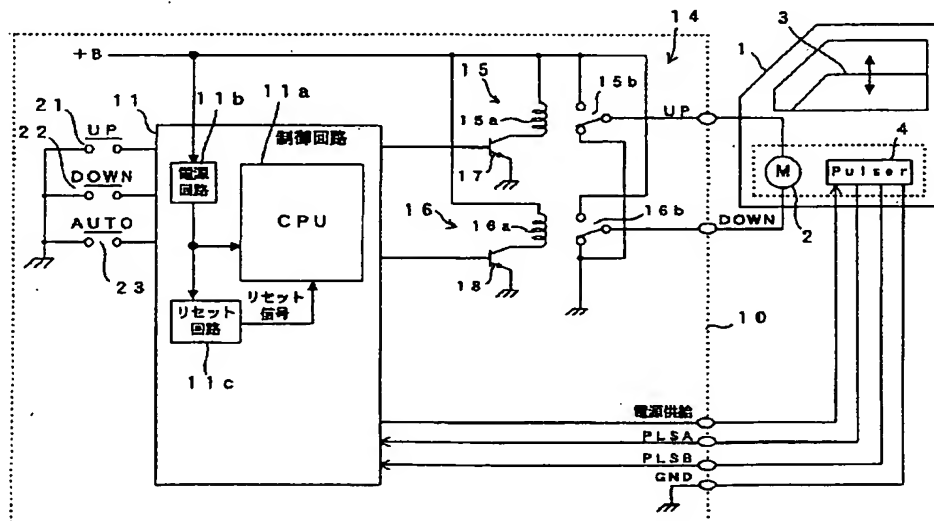 14
3
1
+B
15
11a
15b
11b
21
11
UP
15a
UP
4
22
制御回路
17
M
Pulser
DOWN
電源
回路
16
16b
CPU
16a
2
AUTO
DOWN
18
23
リセット
信号
リセット
回路
10
11c
電源供給
PLSA
PLSB
GND